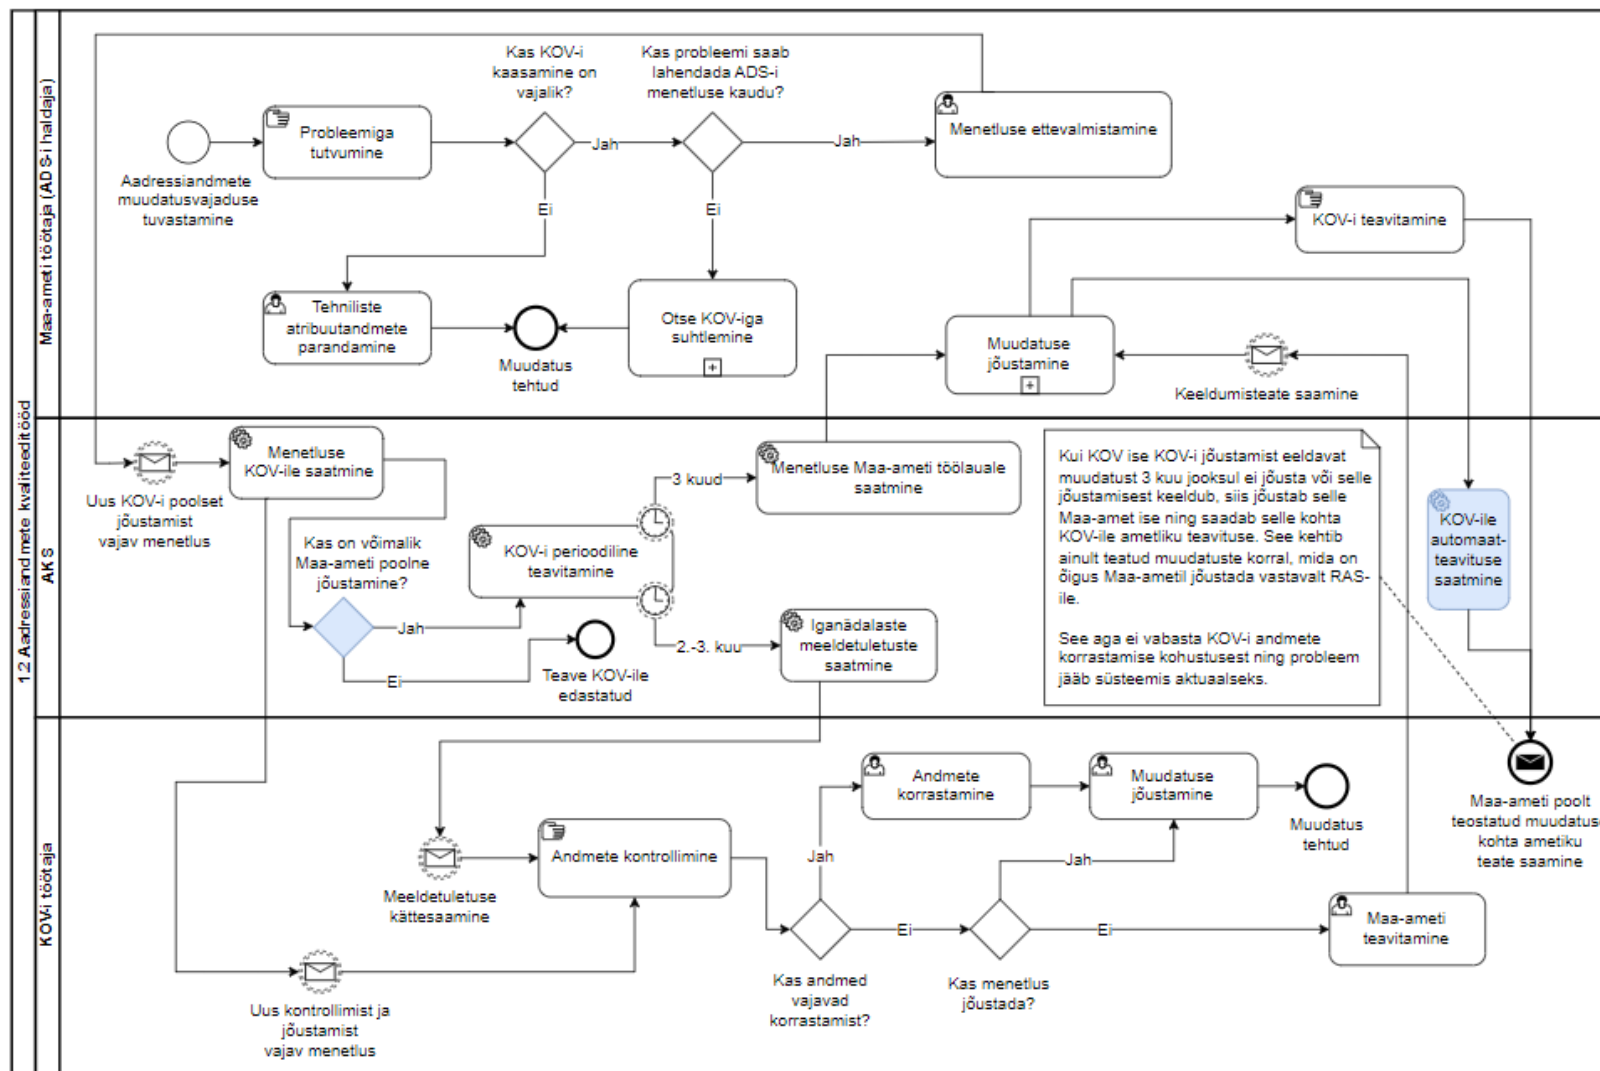 1.2 Aadressiandmete kvaliteeditööd
Maa-ameti töötaja (ADS-i haldaja)
Kas KOV-i
kaasamine on
vajalik?
Kas probleemi saab
lahendada ADS-i
menetluse kaudu?
Probleemiga
tutvumine
Jah
Jah
Menetluse ettevalmistamine
Aadressiandmete
muudatusvajaduse
tuvastamine
Ei
Ei
KOV-i teavitamine
Tehniliste
atribuutandmete
parandamine
Muudatus
tehtud
Otse KOV-iga
suhtlemine
Muudatuse
jõustamine
Keeldumisteate saamine
AKS
Menetluse
KOV-ile saatmine
Uus KOV-i poolset
jõustamist
vajav menetlus
Kas on võimalik
Maa-ameti poolne
jõustamine?
Jah
Ei
KOV-i perioodiline
teavitamine
Teave KOV-ile
edastatud
3 kuud
2.-3. kuu
Menetluse Maa-ameti töölauale
saatmine
Iganädalaste
meeldetuletuste
saatmine
Kui KOV ise KOV-i jõustamist eeldavat
muudatust 3 kuu jooksul ei jõusta või selle
jõustamisest keeldub, siis jõustab selle
Maa-amet ise ning saadab selle kohta
KOV-ile ametliku teavituse. See kehtib
ainult teatud muudatuste korral, mida on
õigus Maa-ametil jõustada vastavalt RAS-
ile.
See aga ei vabasta KOV-i andmete
korrastamise kohustusest ning probleem
jääb süsteemis aktuaalseks.
KOV-ile
automaat-
teavituse
saatmine
KOV-i töötaja
Andmete
korrastamine
Muudatuse
jõustamine
Muudatus
tehtud
Maa-ameti poolt
teostatud muudatuse
kohta ametiku
teate saamine
Andmete kontrollimine
Meeldetuletuse
kättesaamine
Jah
Jah
Ei
Ei
Maa-ameti
teavitamine
Kas andmed
vajavad
korrastamist?
Kas menetlus
jõustada?
Uus kontrollimist ja
jõustamist
vajav menetlus